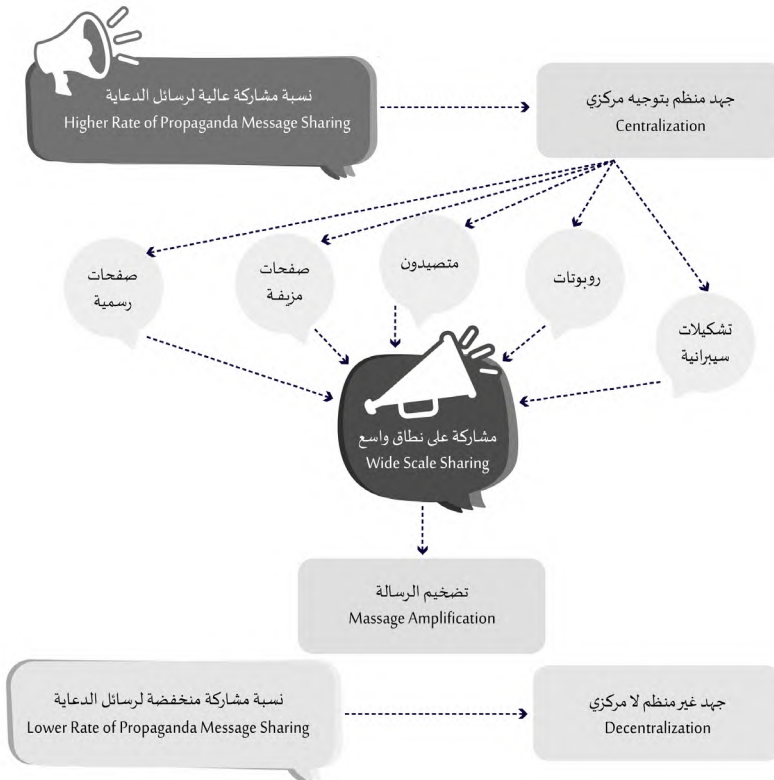 نسبة مشاركة عالية لرسائل الدعاية
Higher Rate of Propaganda Message Sharing
جهد منظم بتوجيه مركزي
Centralization
صفحات
رسمية
صفحات
مزيفة
متصيدون
روبوتات
تشكيلات
سيبرانية
مشاركة على نطاق واسع
Wide Scale Sharing
تضخيم الرسالة
Massage Amplification
نسبة مشاركة منخفضة لرسائل الدعاية
Lower Rate of Propaganda Message Sharing
جهد غير منظم لا مركزي
Decentralization